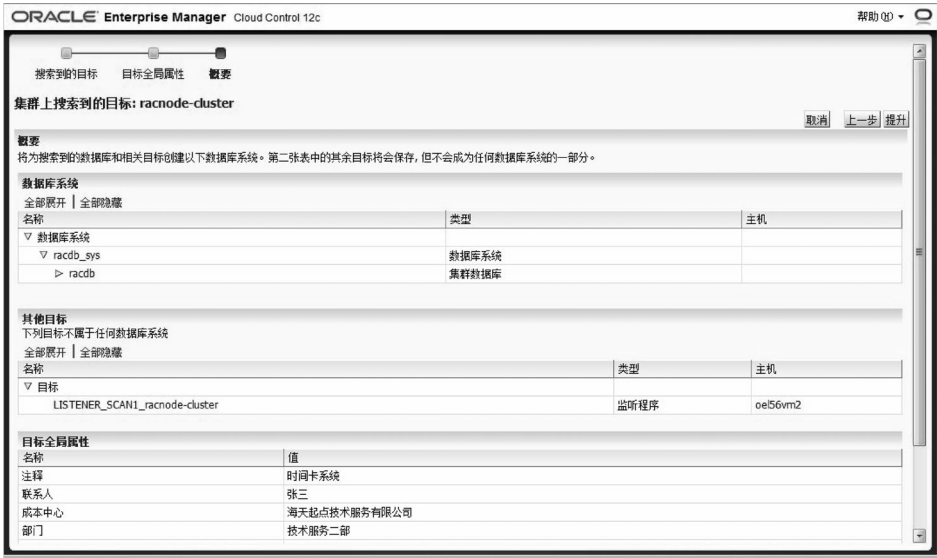 ORACLE Enterprise Manager Cloud Control 12c 帮助(H)
搜索到的目标 目标全局属性 概要
集群上搜索到的目标: racnode-cluster
取消 上一步 提升
概要
将为搜索到的数据库和相关目标创建以下数据库系统。第二张表中的其余目标将会保存, 但不会成为任何数据库系统的一部分。
数据库系统
全部展开 | 全部隐藏
名称 类型 主机
数据库系统
racdb_sys 数据库系统
racdb 集群数据库
其他目标
下列目标不属于任何数据库系统
全部展开 | 全部隐藏
名称 类型 主机
目标
LISTENER_SCAN1_racnode-cluster 监听程序 oel56vm2
目标全局属性
名称 值
注释 时间卡系统
联系人 张三
成本中心 海天起点技术服务有限公司
部门 技术服务二部